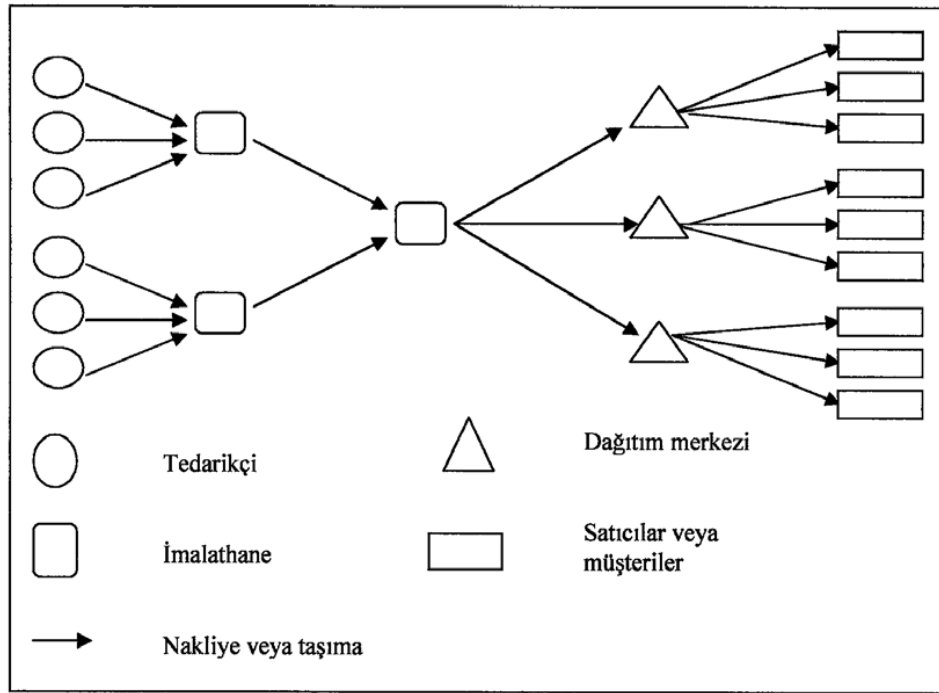 Tedarikçi
Dağıtım merkezi
İmalathane
Satıcılar veya
müşteriler
Nakliye veya taşıma